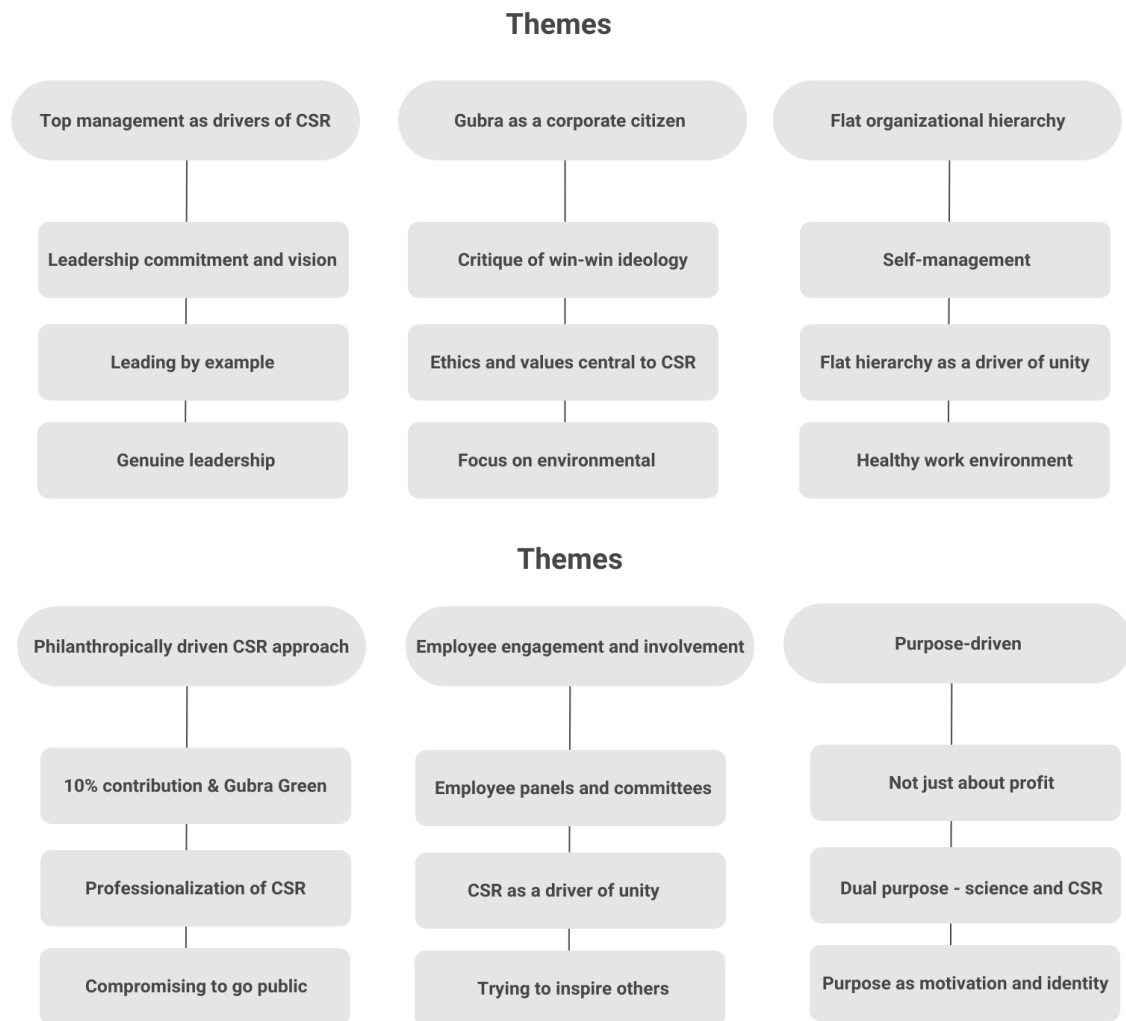 Themes
Top management as drivers of CSR
Gubra as a corporate citizen
Flat organizational hierarchy
Leadership commitment and vision
Critique of win-win ideology
Self-management
Leading by example
Ethics and values central to CSR
Flat hierarchy as a driver of unity
Genuine leadership
Focus on environmental
Healthy work environment
Themes
Philanthropically driven CSR approach
Employee engagement and involvement
Purpose-driven
10% contribution & Gubra Green
Employee panels and committees
Not just about profit
Professionalization of CSR
CSR as a driver of unity
Dual purpose - science and CSR
Compromising to go public
Trying to inspire others
Purpose as motivation and identity